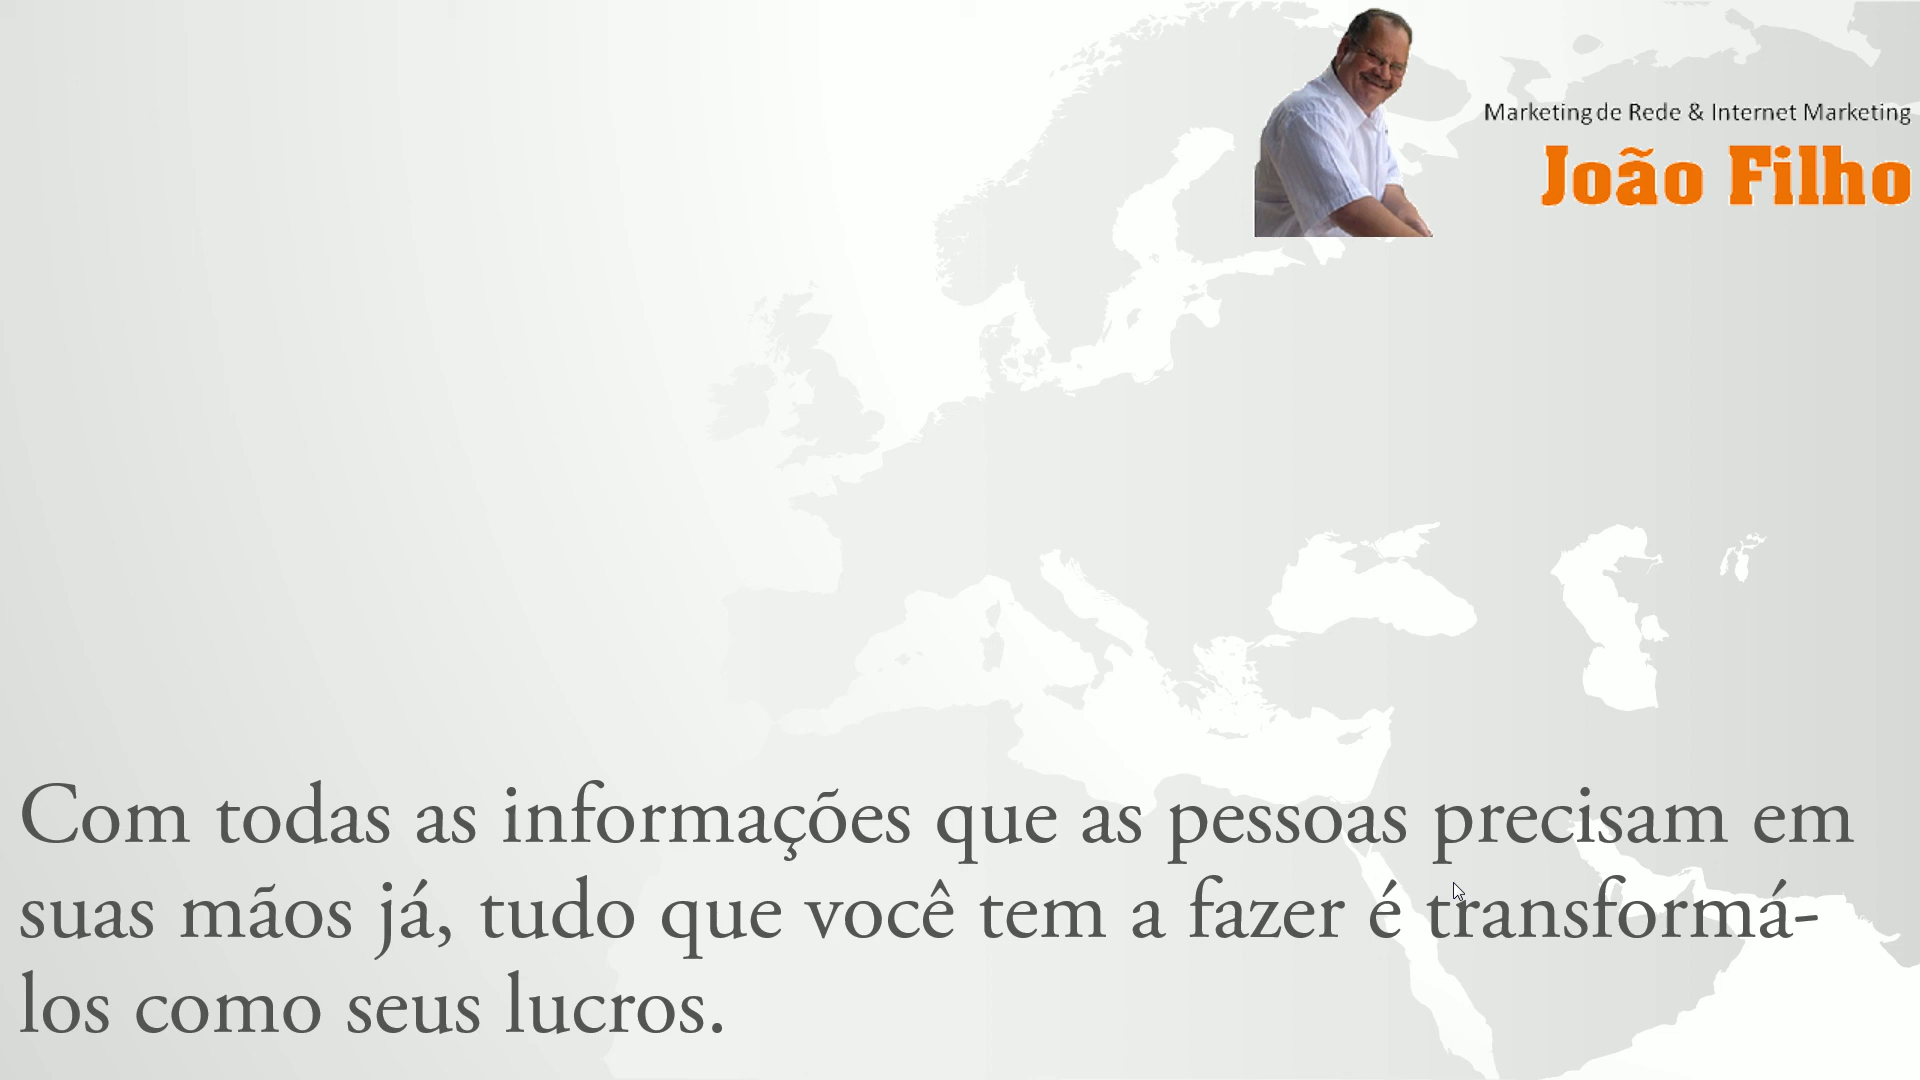 Marketing de Rede & Internet Marketing
João Filho
Com todas as informações que as pessoas precisam em
suas mãos já, tudo que você tem a fazer é transformá-
los como seus lucros.